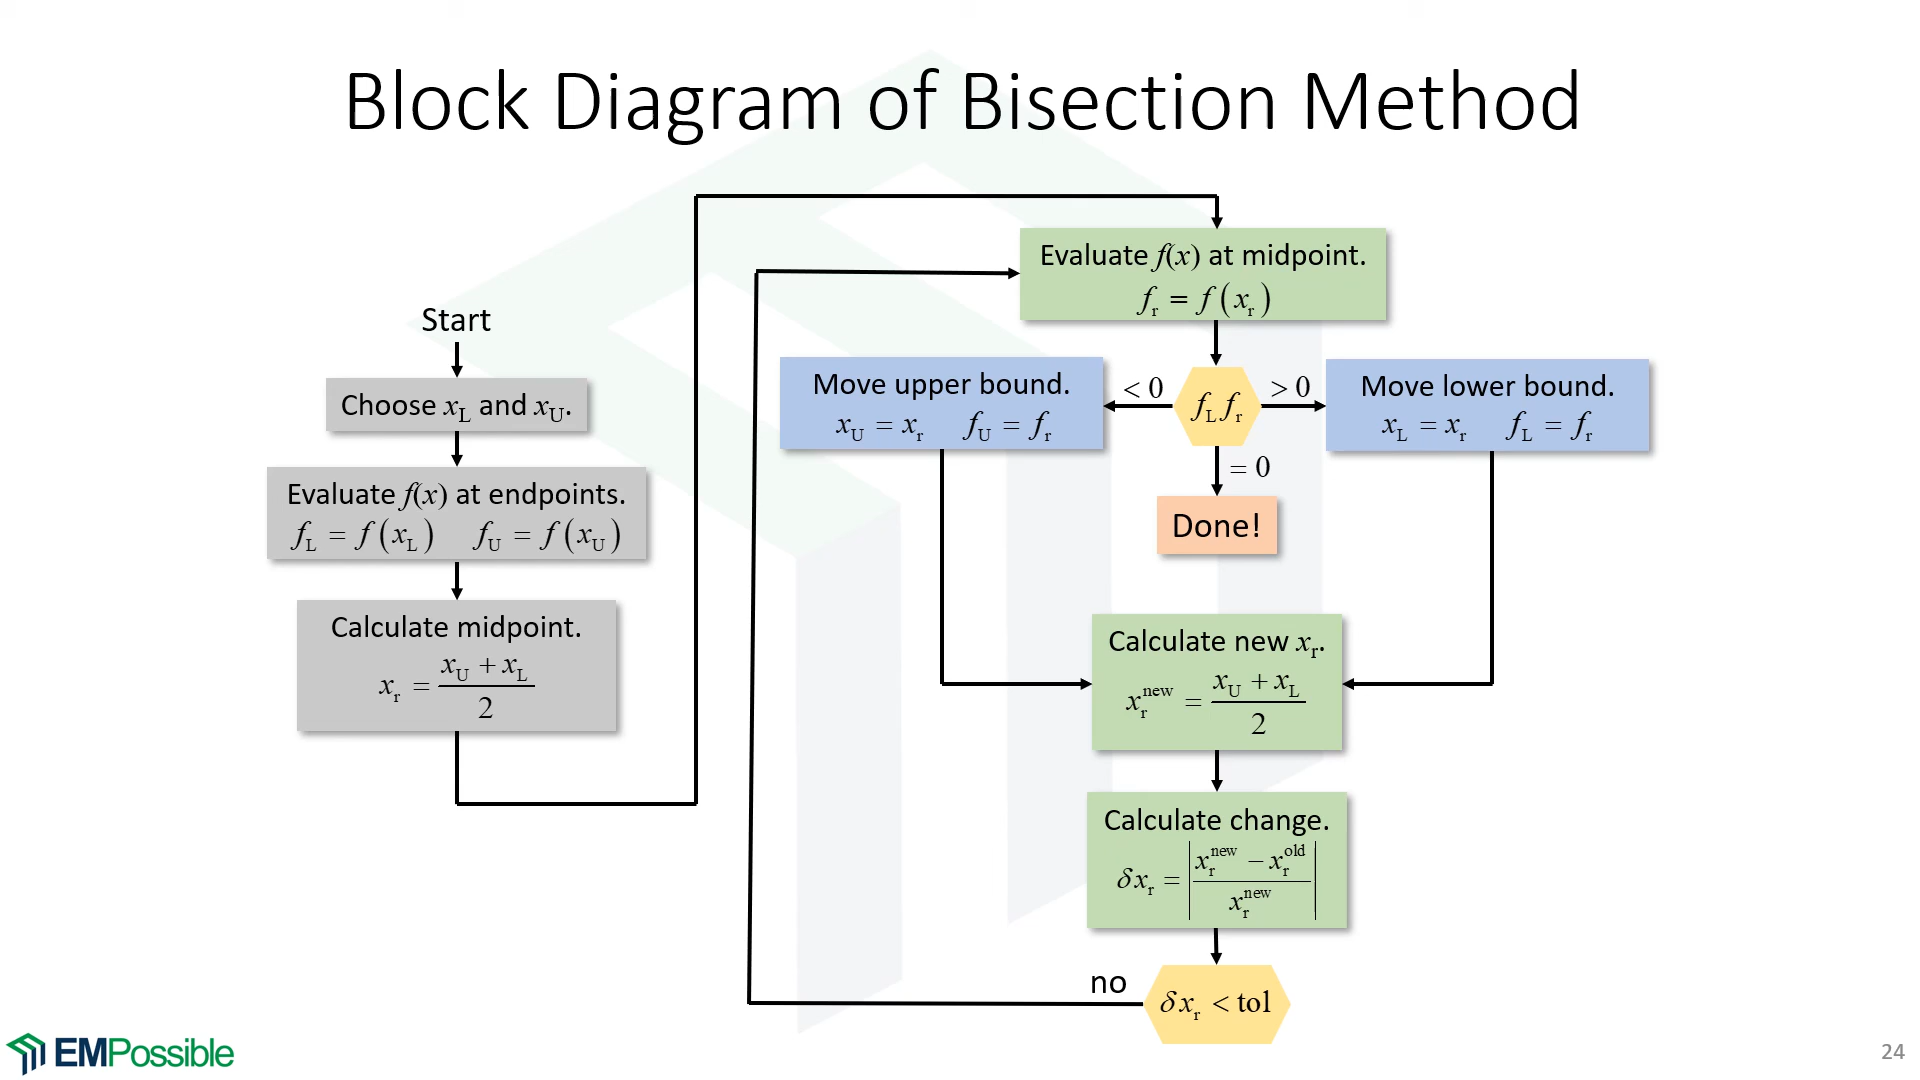 Block Diagram of Bisection Method
Start
Choose x_L and x_U.
Evaluate f(x) at endpoints.
f_L = f(x_L)   f_U = f(x_U)
Calculate midpoint.
x_r = (x_U + x_L) / 2
Evaluate f(x) at midpoint.
f_r = f(x_r)
Move upper bound.
x_U = x_r   f_U = f_r
< 0
f_L f_r
> 0
Move lower bound.
x_L = x_r   f_L = f_r
= 0
Done!
Calculate new x_r.
x_r^new = (x_U + x_L) / 2
Calculate change.
δx_r = |(x_r^new − x_r^old) / x_r^new|
no
δx_r < tol
EMPossible
24